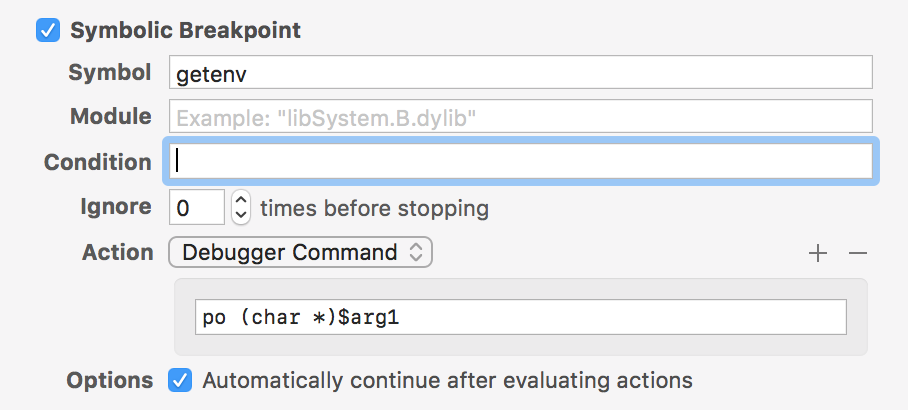 Symbolic Breakpoint
Symbol getenv
Module Example: "libSystem.B.dylib"
Condition
Ignore 0 times before stopping
Action Debugger Command
po (char *)$arg1
Options Automatically continue after evaluating actions